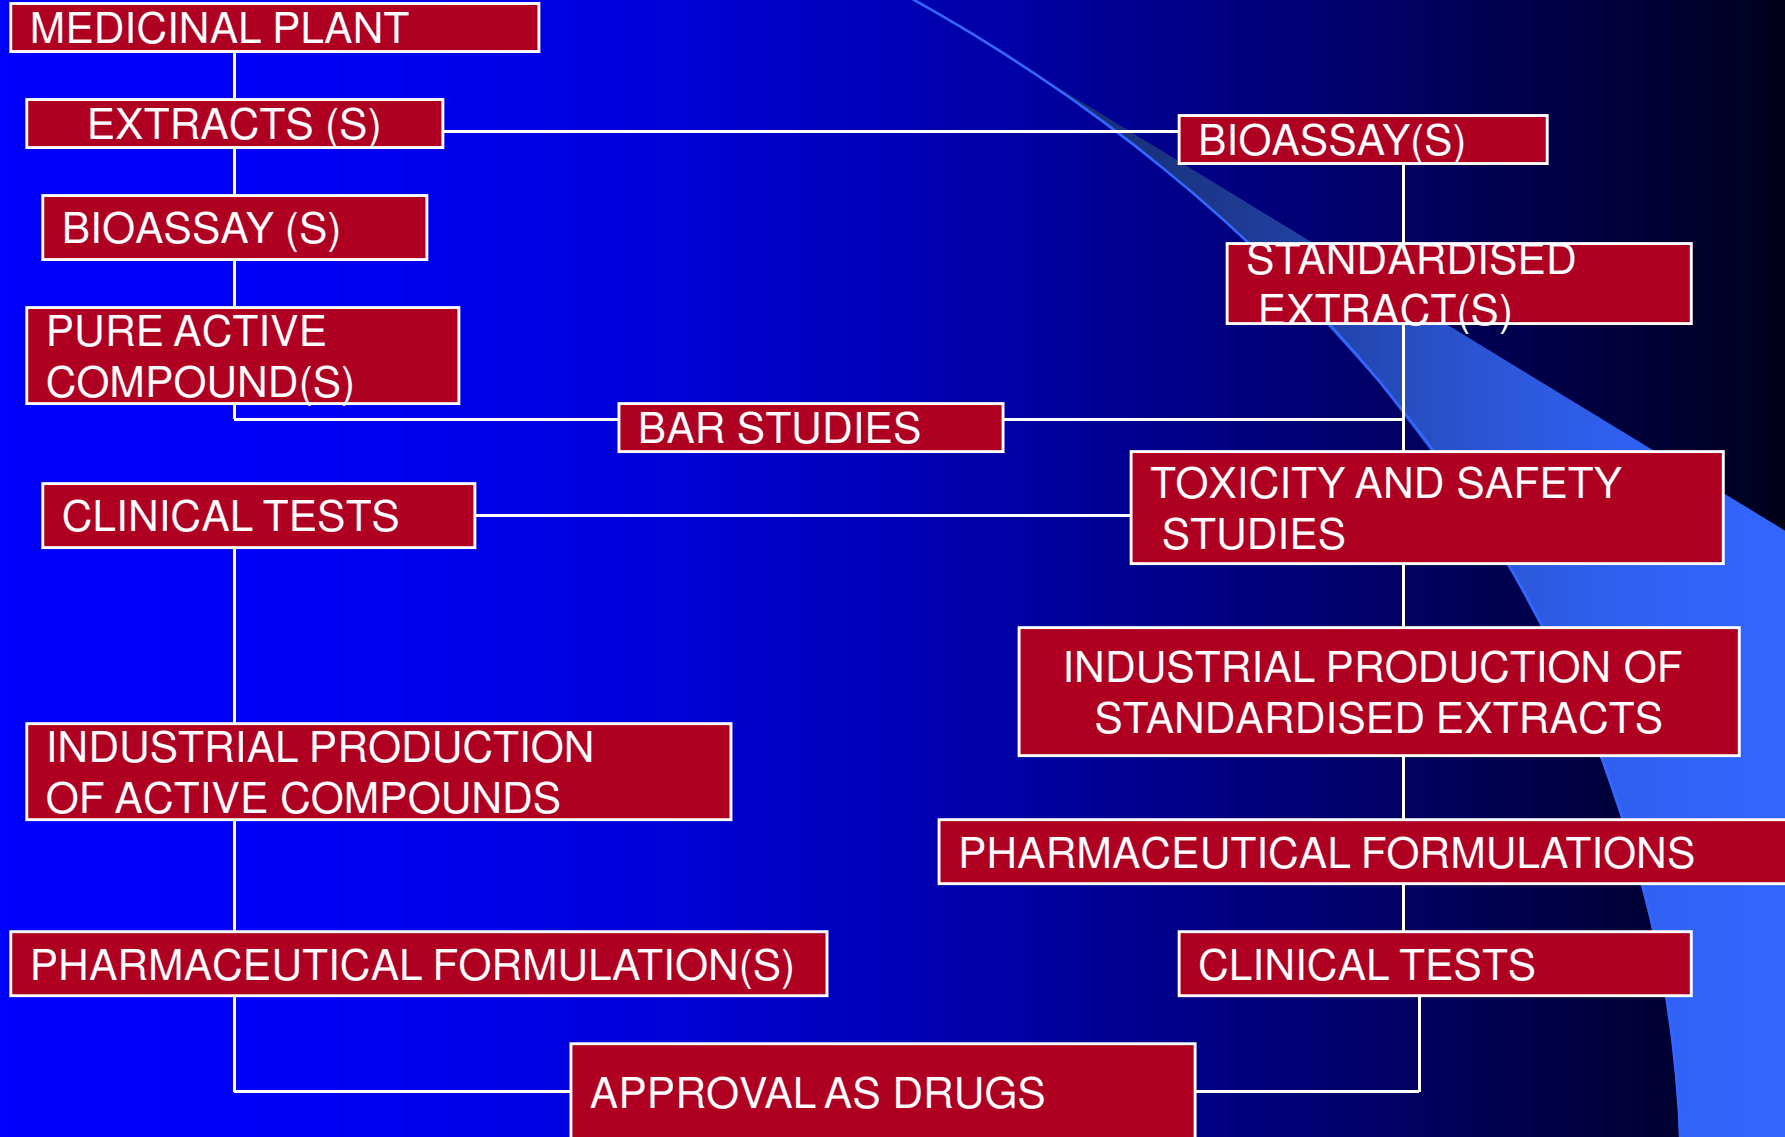 MEDICINAL PLANT
EXTRACTS (S)
BIOASSAY(S)
BIOASSAY (S)
STANDARDISED
EXTRACT(S)
PURE ACTIVE
COMPOUND(S)
BAR STUDIES
TOXICITY AND SAFETY
STUDIES
CLINICAL TESTS
INDUSTRIAL PRODUCTION OF
STANDARDISED EXTRACTS
INDUSTRIAL PRODUCTION
OF ACTIVE COMPOUNDS
PHARMACEUTICAL FORMULATIONS
PHARMACEUTICAL FORMULATION(S)
CLINICAL TESTS
APPROVAL AS DRUGS